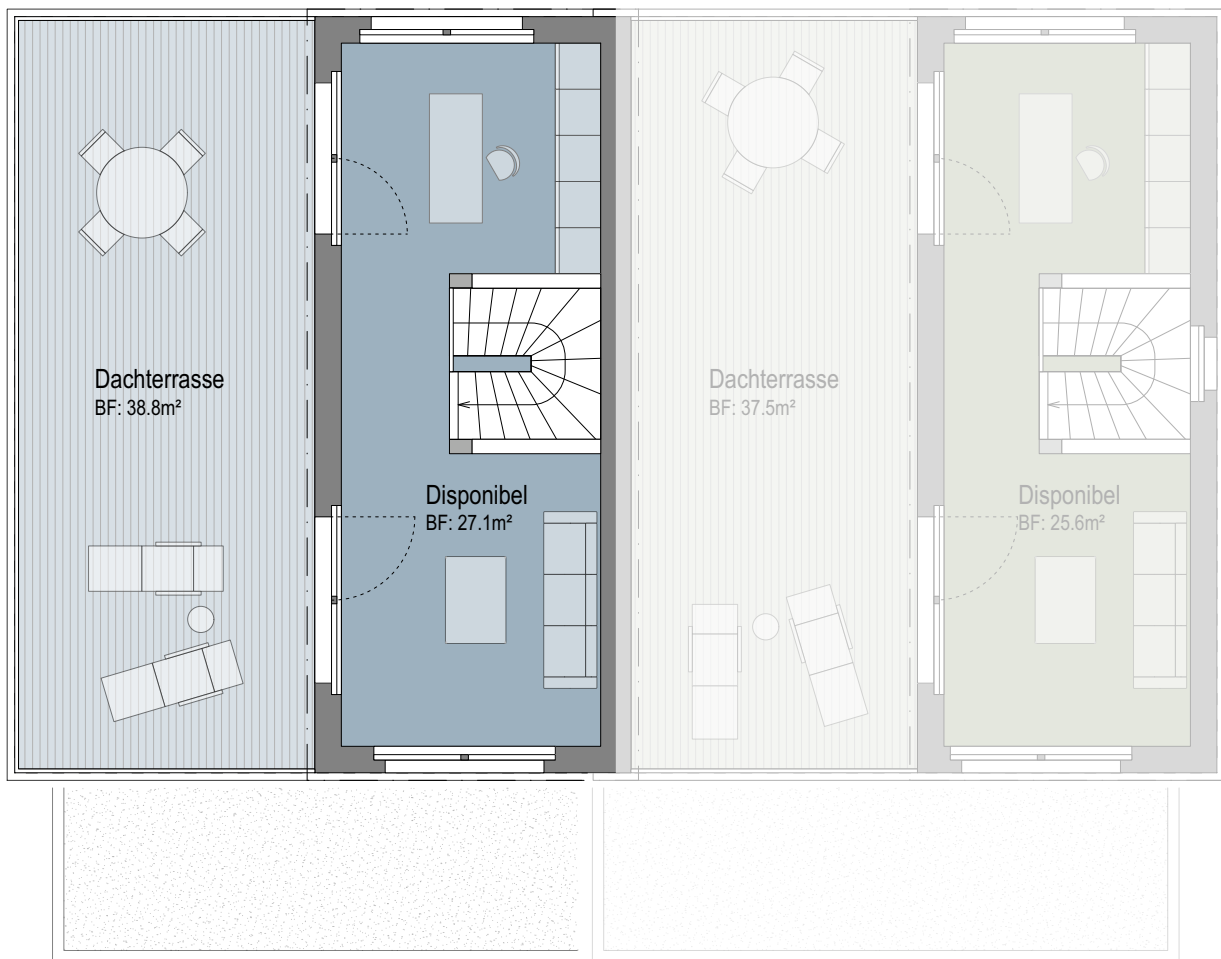 Dachterrasse
BF: 38.8m²
Disponibel
BF: 27.1m²
Dachterrasse
BF: 37.5m²
Disponibel
BF: 25.6m²